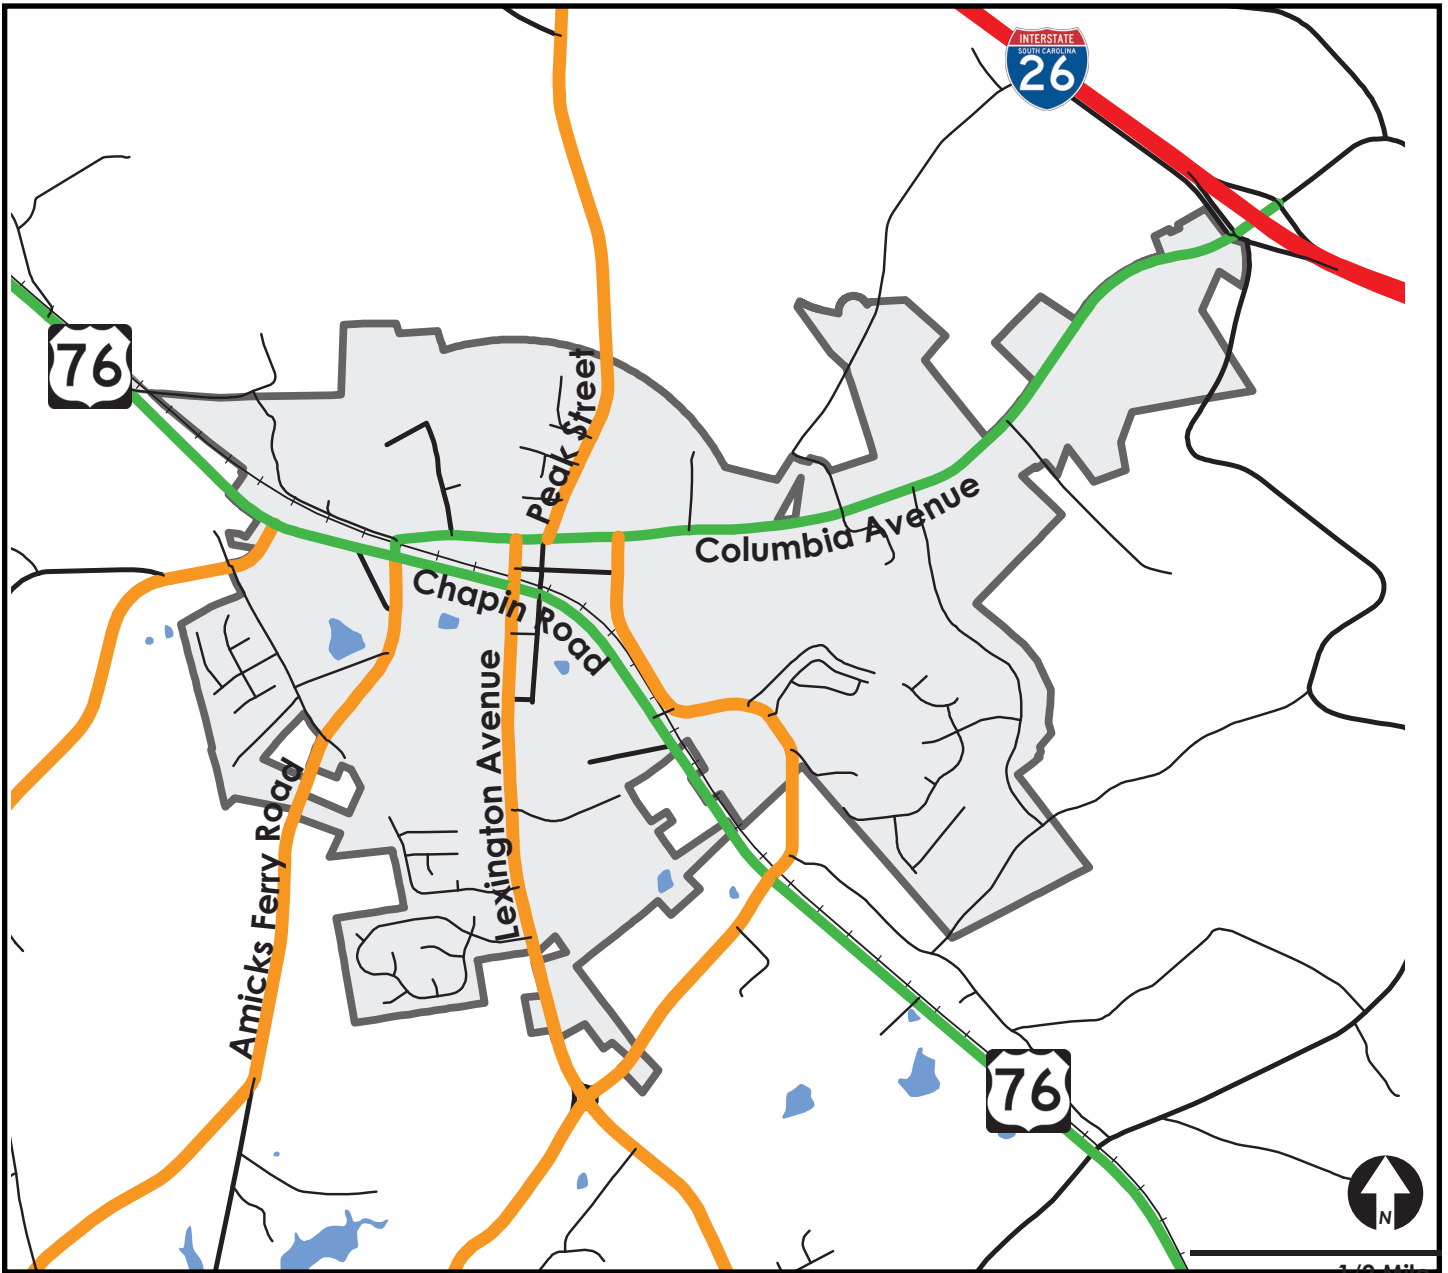 INTERSTATE
SOUTH CAROLINA
26
76
Peak Street
Columbia Avenue
Chapin Road
Lexington Avenue
Amicks Ferry Road
76
N